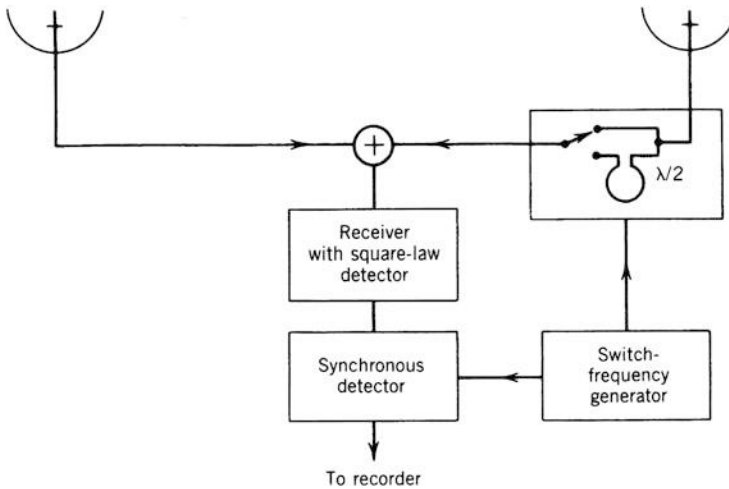 +
λ/2
Receiver
with square-law
detector
Synchronous
detector
Switch-
frequency
generator
To recorder